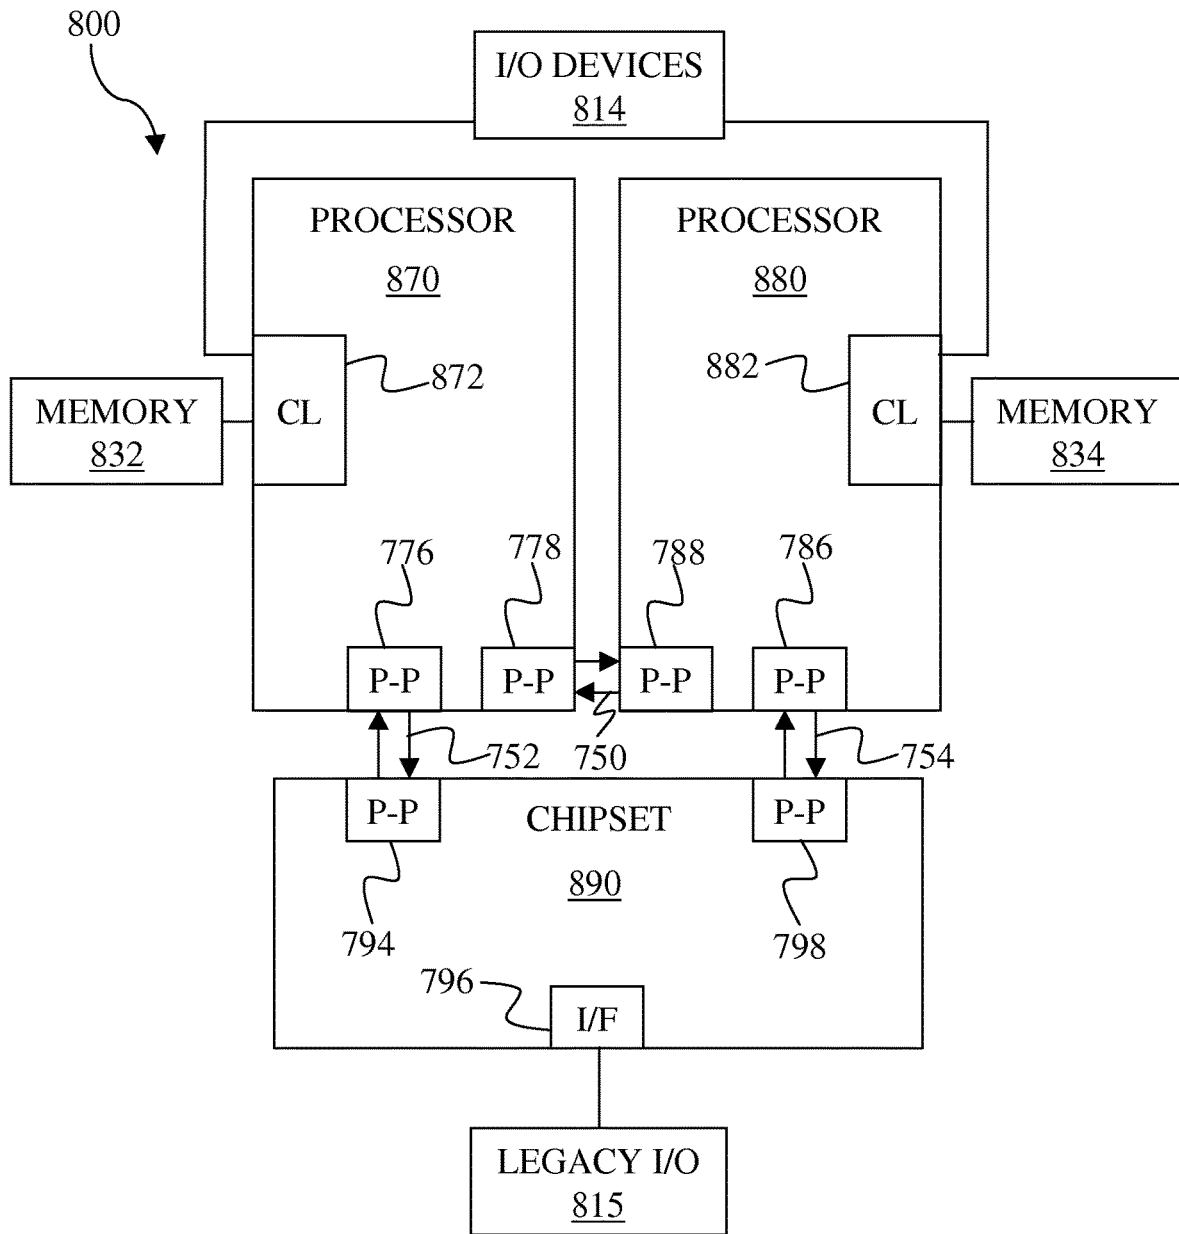 800
I/O DEVICES
814
PROCESSOR
870
PROCESSOR
880
CL
872
882
CL
MEMORY
832
MEMORY
834
776
778
788
786
P-P
P-P
P-P
P-P
752
750
754
P-P
CHIPSET
P-P
890
794
798
796
I/F
LEGACY I/O
815